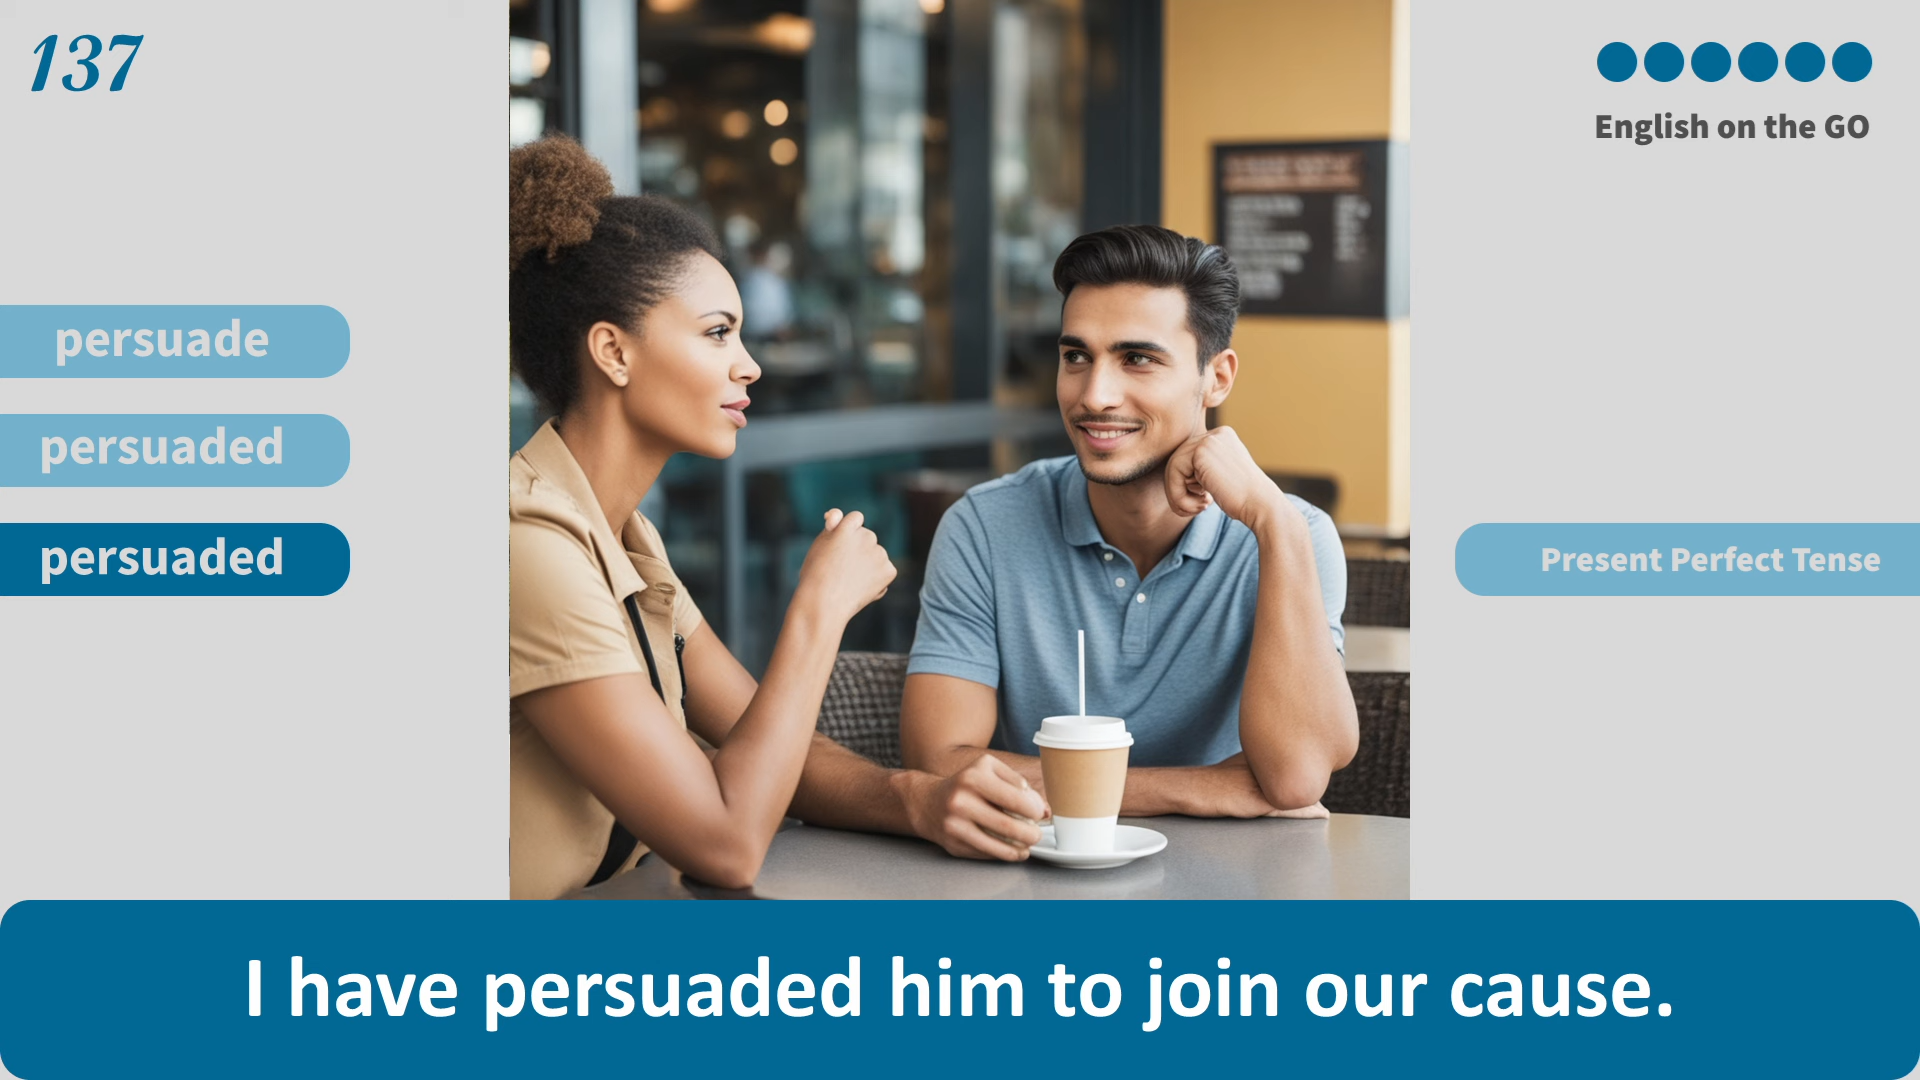 137
English on the GO
persuade
persuaded
persuaded
Present Perfect Tense
I have persuaded him to join our cause.